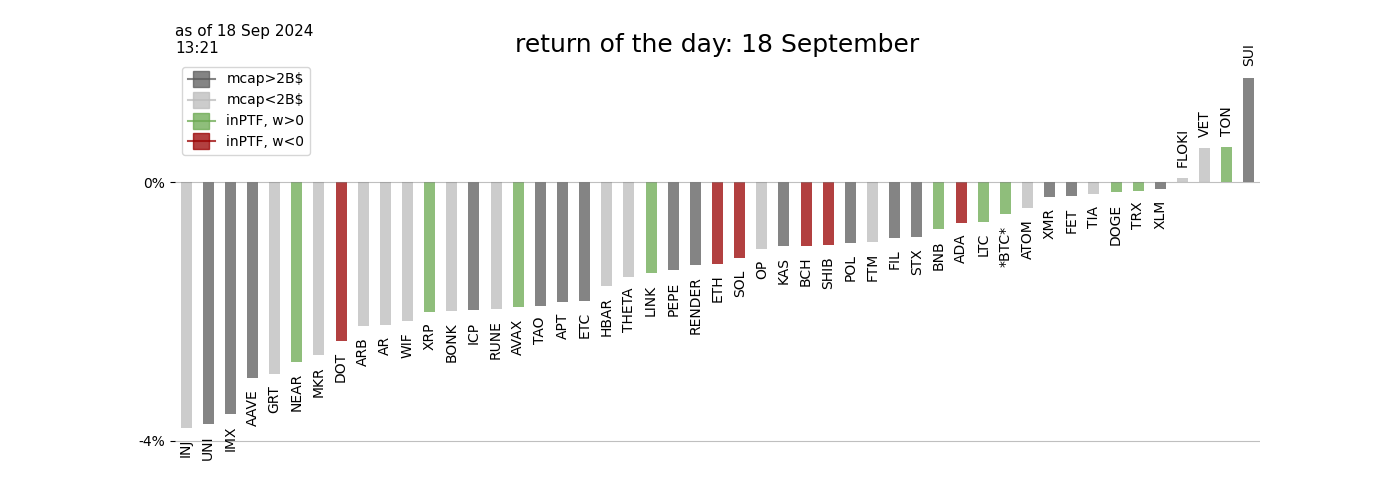 as of 18 Sep 2024
13:21
return of the day: 18 September
mcap>2B$
mcap<2B$
inPTF, w>0
inPTF, w<0
0%
-4%
INJ
UNI
IMX
AAVE
GRT
NEAR
MKR
DOT
ARB
AR
WIF
XRP
BONK
ICP
RUNE
AVAX
TAO
APT
ETC
HBAR
THETA
LINK
PEPE
RENDER
ETH
SOL
OP
KAS
BCH
SHIB
POL
FTM
FIL
STX
BNB
ADA
LTC
*BTC*
ATOM
XMR
FET
TIA
DOGE
TRX
XLM
FLOKI
VET
TON
SUI